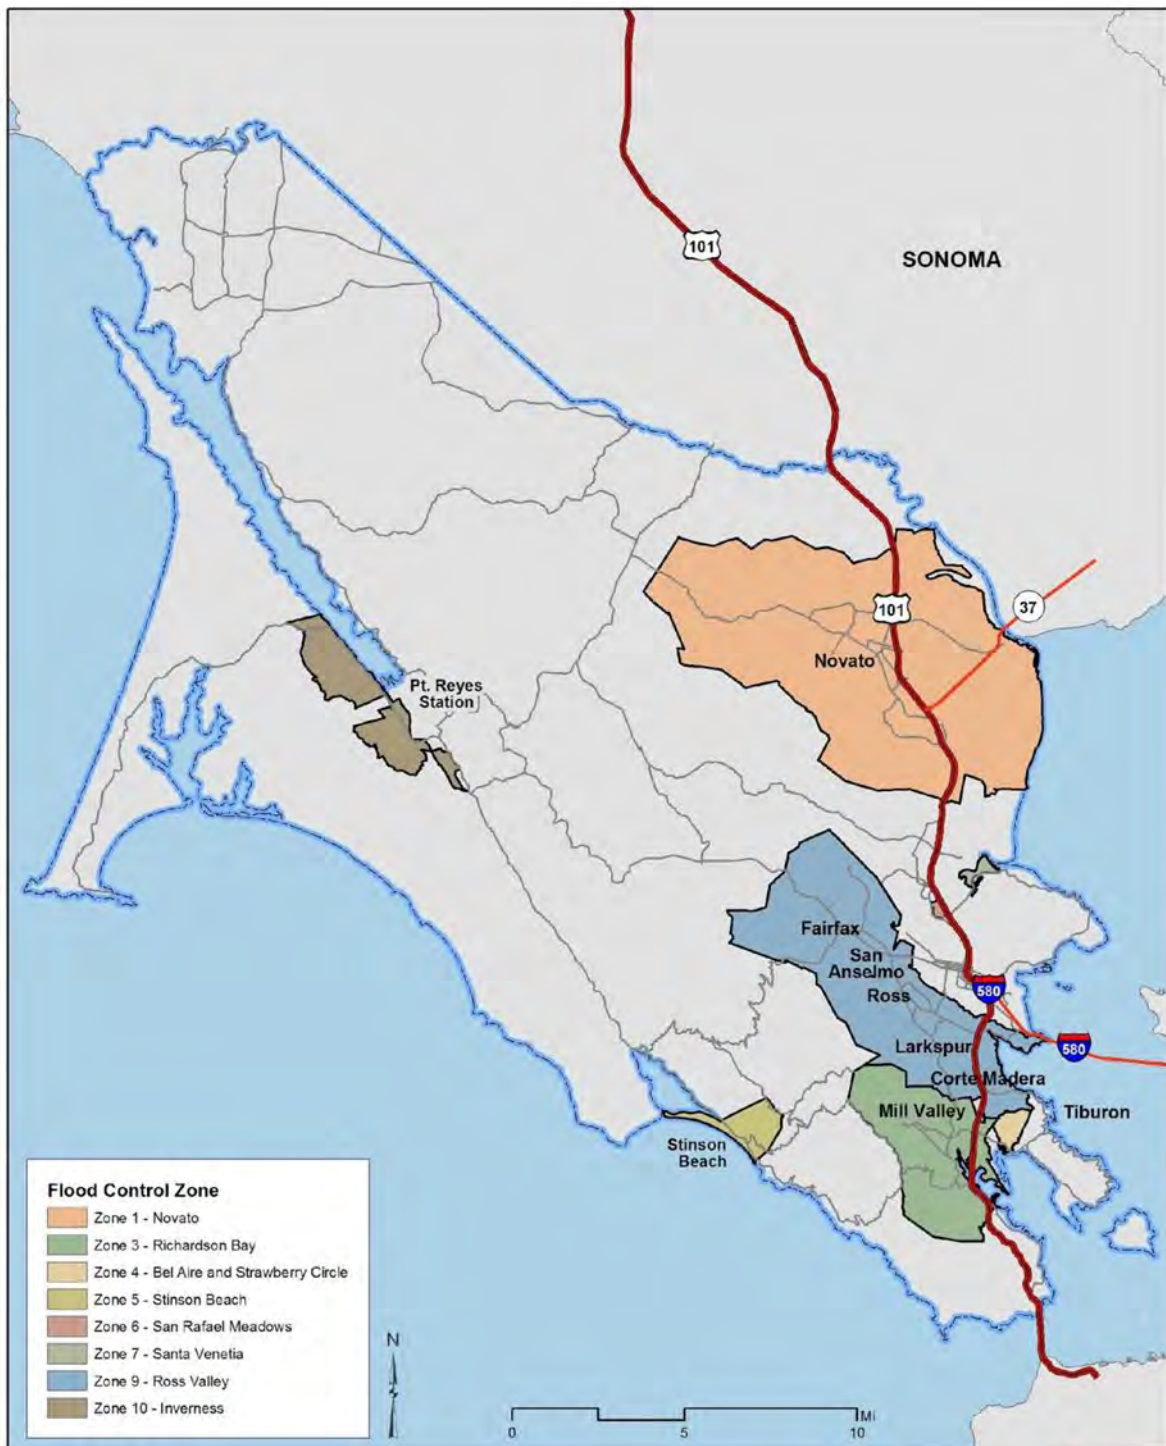 101
SONOMA
37
101
Novato
Pt. Reyes
Station
Fairfax
San
Anselmo
Ross
580
Larkspur
580
Corte Madera
Mill Valley
Tiburon
Stinson
Beach
Flood Control Zone
Zone 1 - Novato
Zone 3 - Richardson Bay
Zone 4 - Bel Aire and Strawberry Circle
Zone 5 - Stinson Beach
Zone 6 - San Rafael Meadows
Zone 7 - Santa Venetia
Zone 9 - Ross Valley
Zone 10 - Inverness
N
Mi
0 5 10